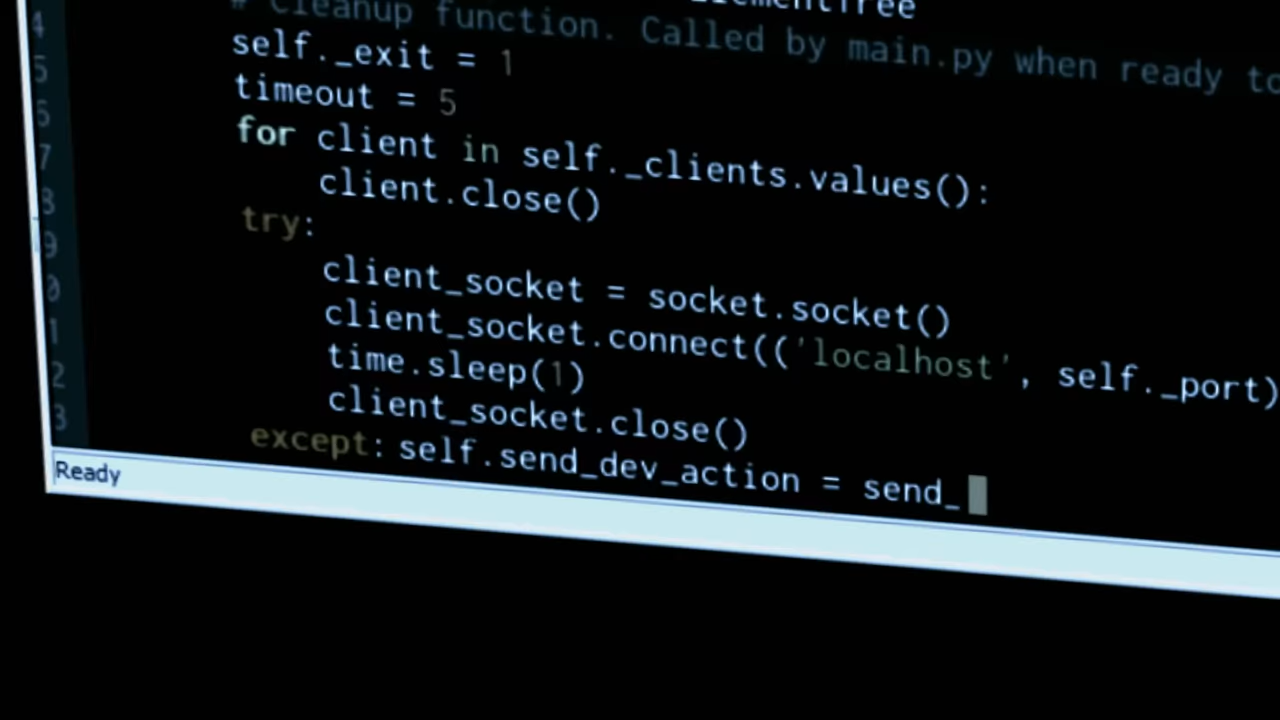 # Cleanup function. Called by main.py when ready to
self._exit = 1
timeout = 5
for client in self._clients.values():
client.close()
try:
client_socket = socket.socket()
client_socket.connect(('localhost', self._port)
time.sleep(1)
client_socket.close()
except: self.send_dev_action = send_
Ready